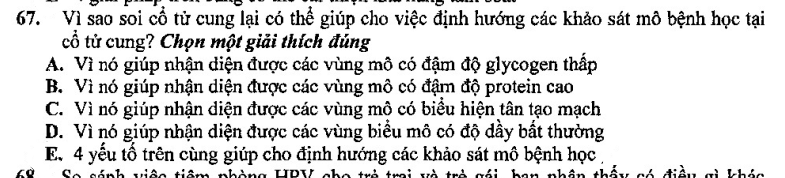 67. Vì sao soi cổ tử cung lại có thể giúp cho việc định hướng các khảo sát mô bệnh học tại
cổ tử cung? Chọn một giải thích đúng
A. Vì nó giúp nhận diện được các vùng mô có đậm độ glycogen thấp
B. Vì nó giúp nhận diện được các vùng mô có đậm độ protein cao
C. Vì nó giúp nhận diện được các vùng mô có biểu hiện tân tạo mạch
D. Vì nó giúp nhận diện được các vùng biểu mô có độ dầy bất thường
E. 4 yếu tố trên cùng giúp cho định hướng các khảo sát mô bệnh học
68. So sánh việc tiêm phòng HPV cho trẻ trai và trẻ gái, bạn nhận thấy có điều gì khác